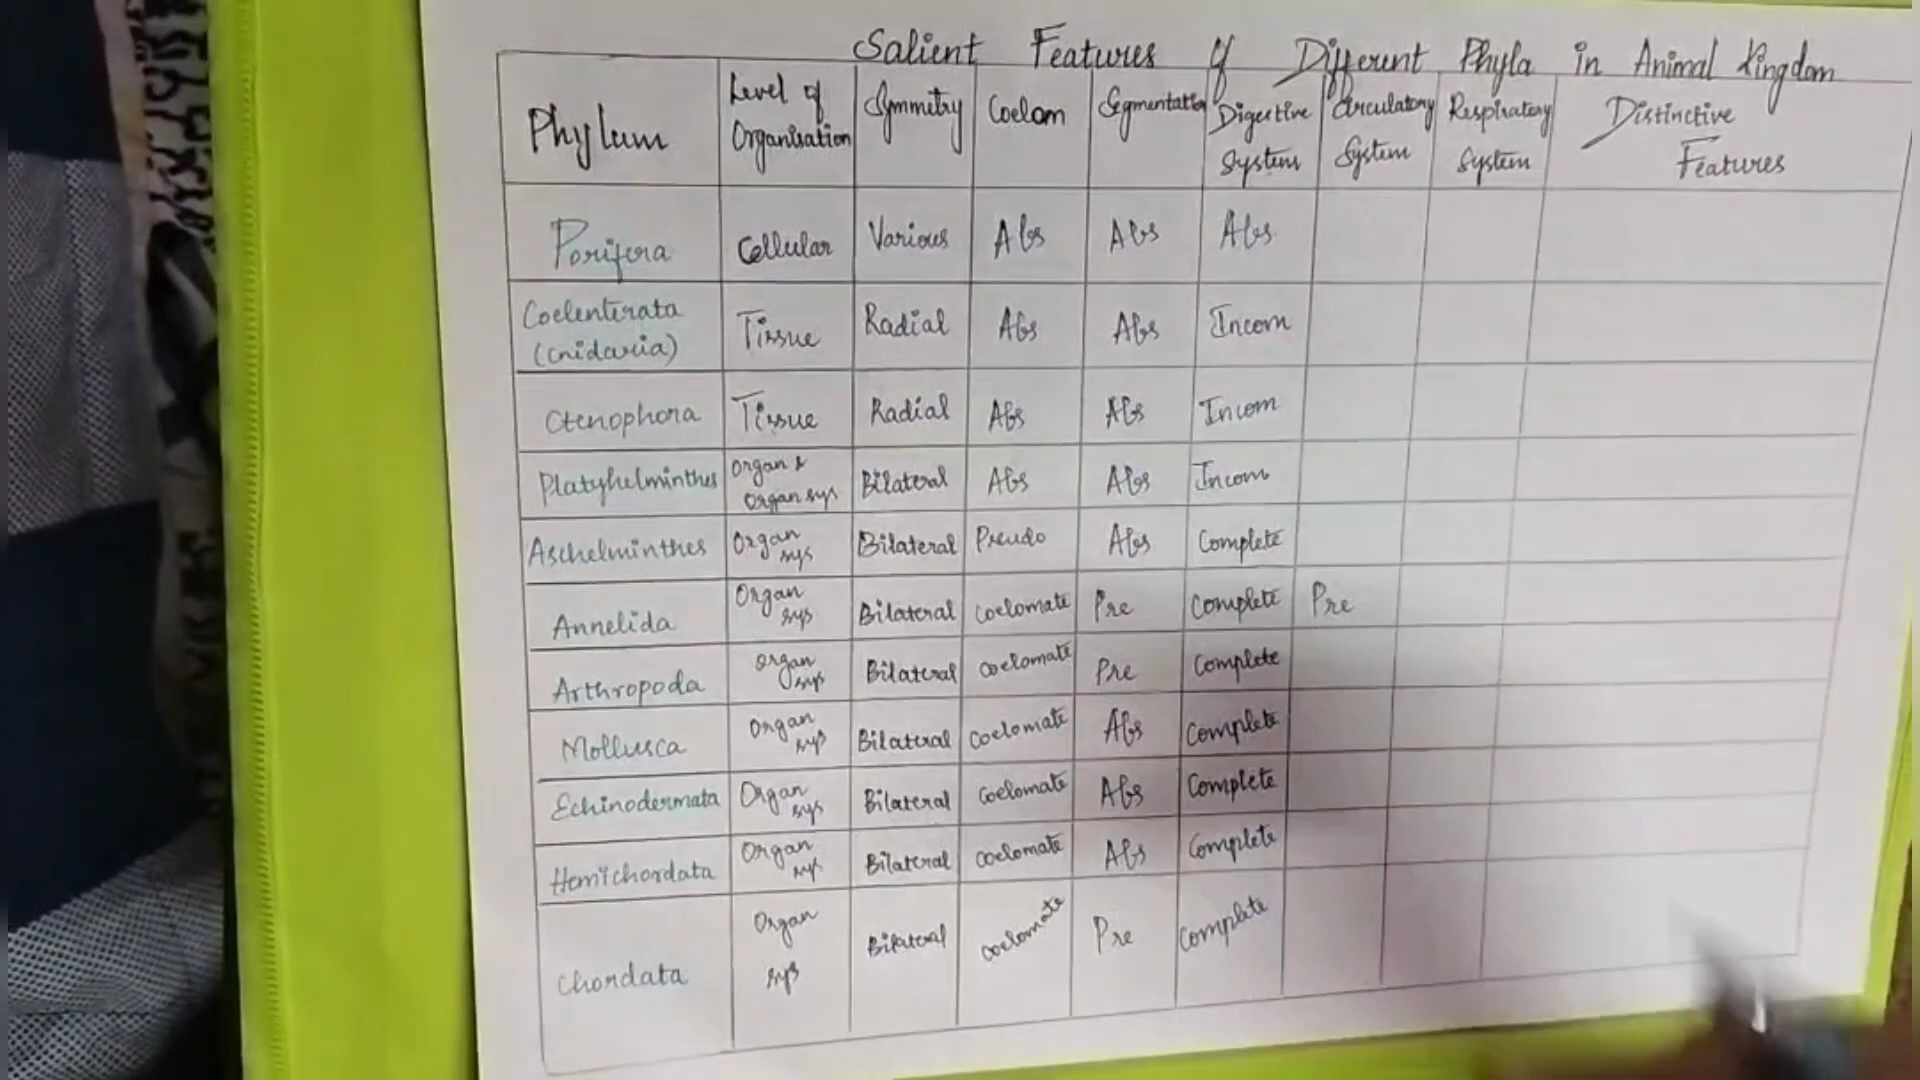 Salient Features of Different Phyla in Animal Kingdom
Phylum Level of Organisation Symmetry Coelom Segmentation Digestive System Circulatory System Respiratory System Distinctive Features
Porifera Cellular Various Abs Abs Abs
Coelenterata (Cnidaria) Tissue Radial Abs Abs Incom
Ctenophora Tissue Radial Abs Abs Incom
Platyhelminthes Organ & Organ sys Bilateral Abs Abs Incom
Aschelminthes Organ sys Bilateral Pseudo Abs Complete
Annelida Organ sys Bilateral Coelomate Pre Complete Pre
Arthropoda Organ sys Bilateral Coelomate Pre Complete
Mollusca Organ sys Bilateral Coelomate Abs Complete
Echinodermata Organ sys Bilateral Coelomate Abs Complete
Hemichordata Organ sys Bilateral Coelomate Abs Complete
Chordata Organ sys Bilateral Coelomate Pre Complete